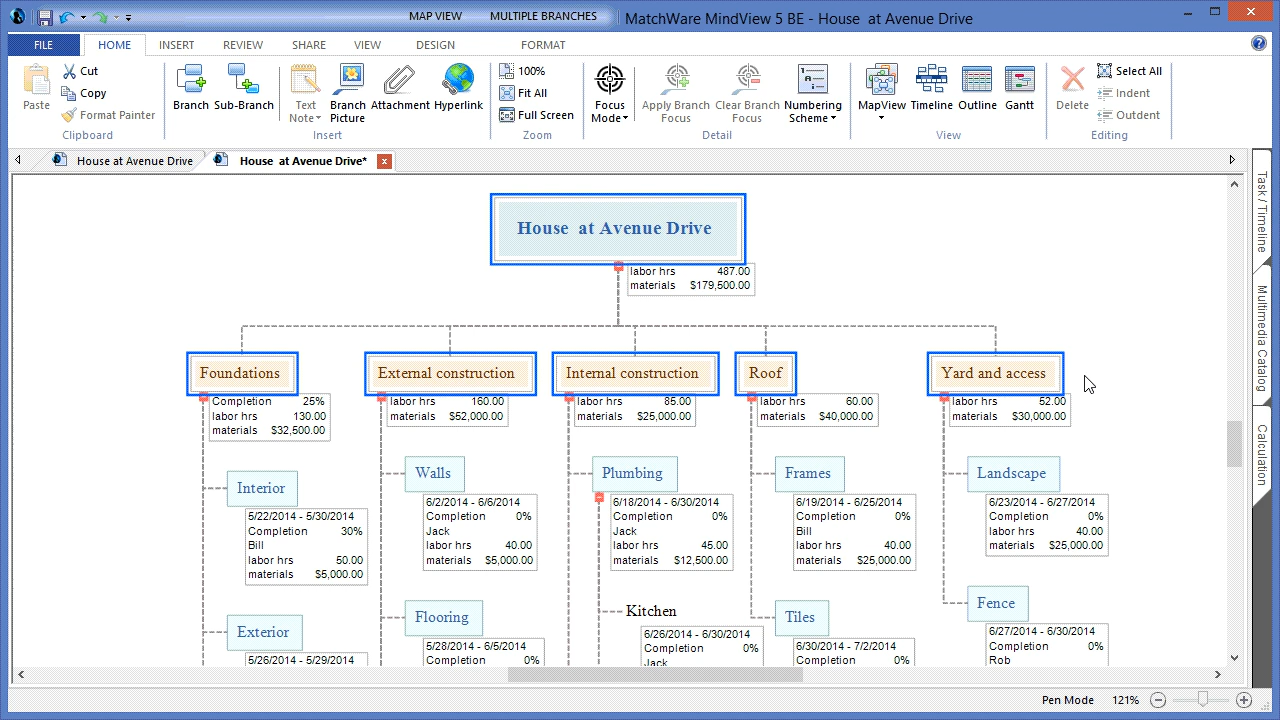 MAP VIEW MULTIPLE BRANCHES MatchWare MindView 5 BE - House  at Avenue Drive
FILE HOME INSERT REVIEW SHARE VIEW DESIGN FORMAT
Paste
Cut
Copy
Format Painter
Clipboard
Branch
Sub-Branch
Text Note
Branch Picture
Attachment
Hyperlink
Insert
100%
Fit All
Full Screen
Zoom
Focus Mode
Apply Branch Focus
Clear Branch Focus
Numbering Scheme
Detail
MapView
Timeline
Outline
Gantt
View
Delete
Select All
Indent
Outdent
Editing
House at Avenue Drive
House  at Avenue Drive*
Task / Timeline
Multimedia Catalog
Calculation
House  at Avenue Drive
labor hrs 487.00
materials $179,500.00
Foundations
Completion 25%
labor hrs 130.00
materials $32,500.00
Interior
5/22/2014 - 5/30/2014
Completion 30%
Bill
labor hrs 50.00
materials $5,000.00
Exterior
5/26/2014 - 5/29/2014
External construction
labor hrs 160.00
materials $52,000.00
Walls
6/2/2014 - 6/6/2014
Completion 0%
Jack
labor hrs 40.00
materials $5,000.00
Flooring
5/28/2014 - 6/5/2014
Completion 0%
Internal construction
labor hrs 85.00
materials $25,000.00
Plumbing
6/18/2014 - 6/30/2014
Completion 0%
Jack
labor hrs 45.00
materials $12,500.00
Kitchen
6/26/2014 - 6/30/2014
Completion 0%
Jack
Roof
labor hrs 60.00
materials $40,000.00
Frames
6/19/2014 - 6/25/2014
Completion 0%
Bill
labor hrs 40.00
materials $25,000.00
Tiles
6/30/2014 - 7/2/2014
Completion 0%
Yard and access
labor hrs 52.00
materials $30,000.00
Landscape
6/23/2014 - 6/27/2014
Completion 0%
labor hrs 40.00
materials $25,000.00
Fence
6/27/2014 - 6/30/2014
Completion 0%
Rob
Pen Mode 121%